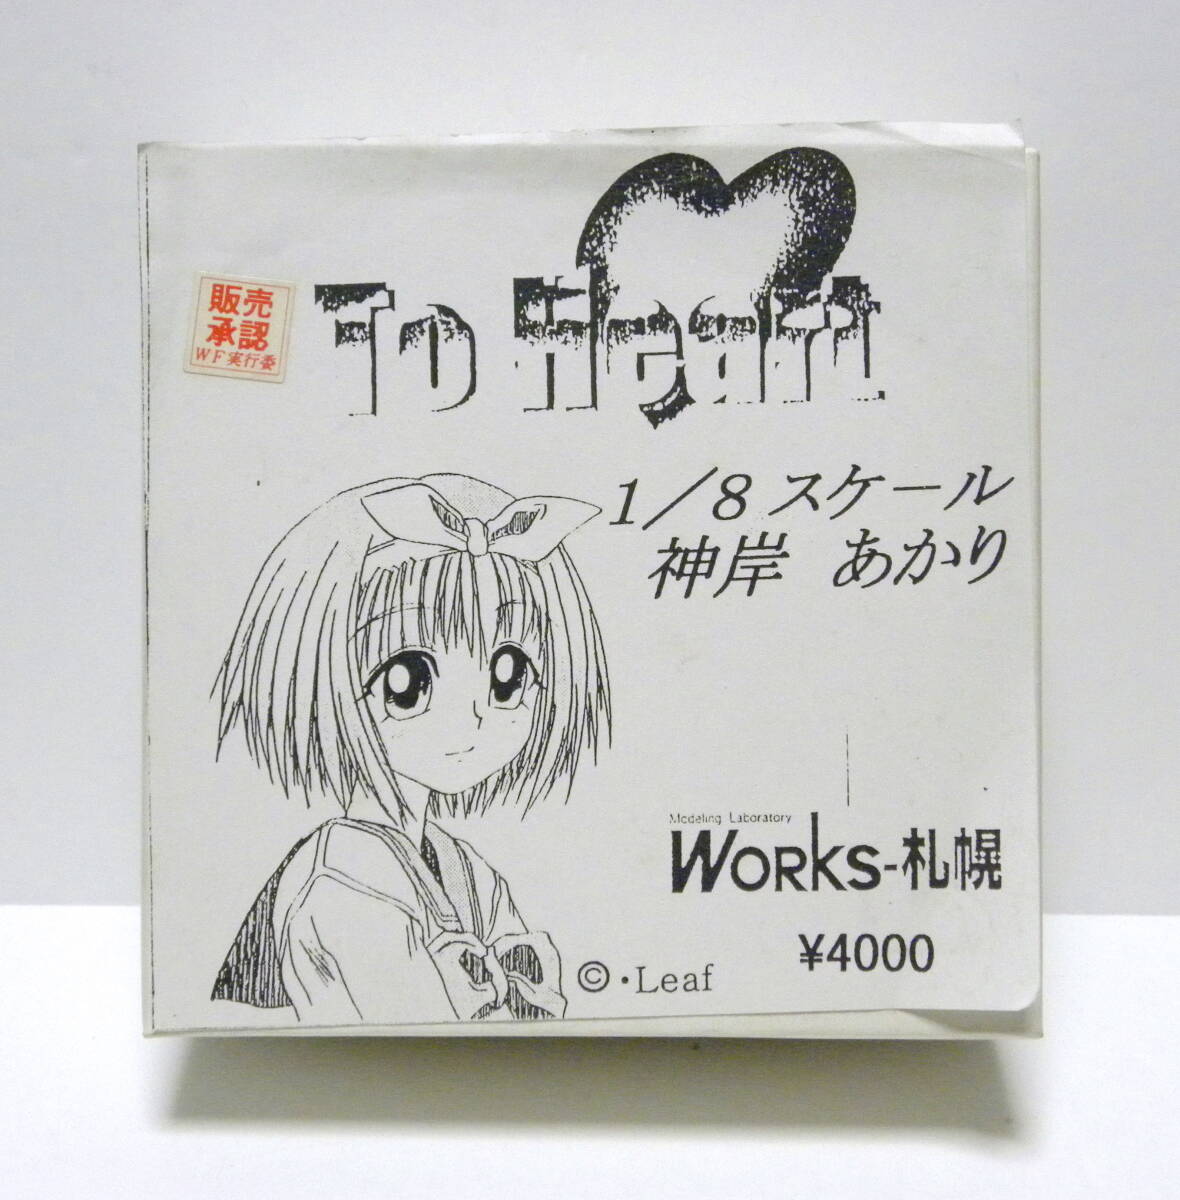 To Heart
販売
承認
WF実行委
1/8 スケール
神岸 あかり
Modeling Laboratory
WORKS-札幌
¥4000
©・Leaf